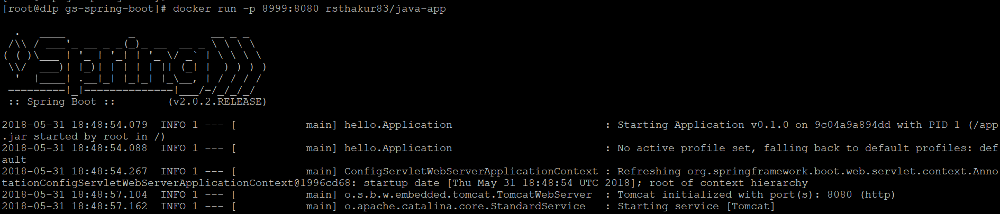 [root@dlp gs-spring-boot]# docker run -p 8999:8080 rsthakur83/java-app
  .   ____          _            __ _ _
 /\\ / ___'_ __ _ _(_)_ __  __ _ \ \ \ \
( ( )\___ | '_ | '_| | '_ \/ _` | \ \ \ \
 \\/  ___)| |_)| | | | | || (_| |  ) ) ) )
  '  |____| .__|_| |_|_| |_\__, | / / / /
 =========|_|==============|___/=/_/_/_/
 :: Spring Boot ::        (v2.0.2.RELEASE)
2018-05-31 18:48:54.079  INFO 1 --- [           main] hello.Application                        : Starting Application v0.1.0 on 9c04a9a894dd with PID 1 (/app
.jar started by root in /)
2018-05-31 18:48:54.088  INFO 1 --- [           main] hello.Application                        : No active profile set, falling back to default profiles: def
ault
2018-05-31 18:48:54.267  INFO 1 --- [           main] ConfigServletWebServerApplicationContext : Refreshing org.springframework.boot.web.servlet.context.Anno
tationConfigServletWebServerApplicationContext@1996cd68: startup date [Thu May 31 18:48:54 UTC 2018]; root of context hierarchy
2018-05-31 18:48:57.104  INFO 1 --- [           main] o.s.b.w.embedded.tomcat.TomcatWebServer  : Tomcat initialized with port(s): 8080 (http)
2018-05-31 18:48:57.162  INFO 1 --- [           main] o.apache.catalina.core.StandardService   : Starting service [Tomcat]